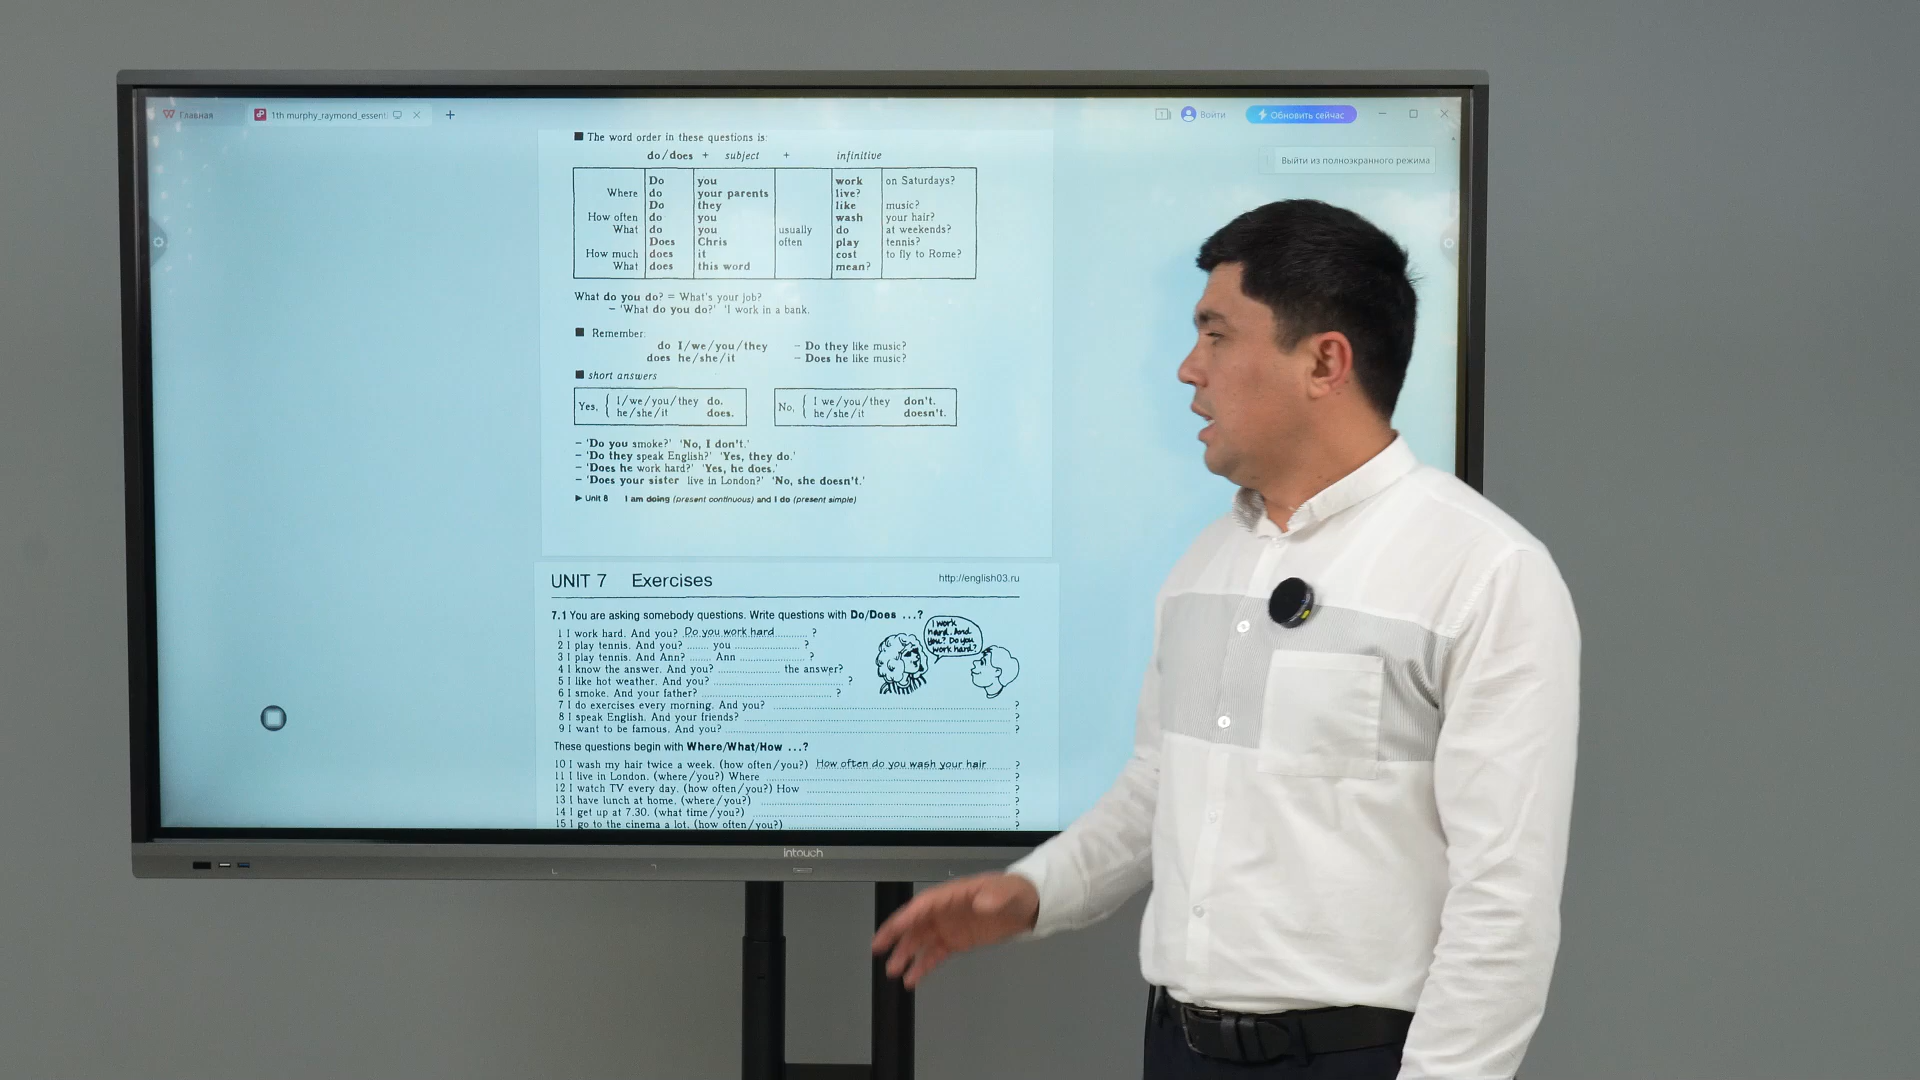 Главная
1th murphy_raymond_essenti
Войти
Обновить сейчас
Выйти из полноэкранного режима
The word order in these questions is:
do/does + subject + infinitive
Do you work on Saturdays?
Where do your parents live?
Do they like music?
How often do you wash your hair?
What do you usually do at weekends?
Does Chris often play tennis?
How much does it cost to fly to Rome?
What does this word mean?
What do you do? = What's your job?
– 'What do you do?' 'I work in a bank.
Remember:
do I/we/you/they – Do they like music?
does he/she/it – Does he like music?
short answers
Yes, { I/we/you/they do.
he/she/it does.
No, { I we/you/they don't.
he/she/it doesn't.
– 'Do you smoke?' 'No, I don't.'
– 'Do they speak English?' 'Yes, they do.'
– 'Does he work hard?' 'Yes, he does.'
– 'Does your sister live in London?' 'No, she doesn't.'
▶ Unit 8 I am doing (present continuous) and I do (present simple)
UNIT 7 Exercises
http://english03.ru
7.1 You are asking somebody questions. Write questions with Do/Does ...?
1 I work hard. And you? Do you work hard ?
2 I play tennis. And you? ........ you ........................ ?
3 I play tennis. And Ann? ........ Ann ........................ ?
4 I know the answer. And you? ...................... the answer?
5 I like hot weather. And you? ........................ ?
6 I smoke. And your father? ........................ ?
7 I do exercises every morning. And you? ........................ ?
8 I speak English. And your friends? ........................ ?
9 I want to be famous. And you? ........................ ?
I work
hard. And
you? Do you
work hard?
These questions begin with Where/What/How ...?
10 I wash my hair twice a week. (how often/you?) How often do you wash your hair ?
11 I live in London. (where/you?) Where ........................ ?
12 I watch TV every day. (how often/you?) How ........................ ?
13 I have lunch at home. (where/you?) ........................ ?
14 I get up at 7.30. (what time/you?) ........................ ?
15 I go to the cinema a lot. (how often/you?) ........................ ?
intouch